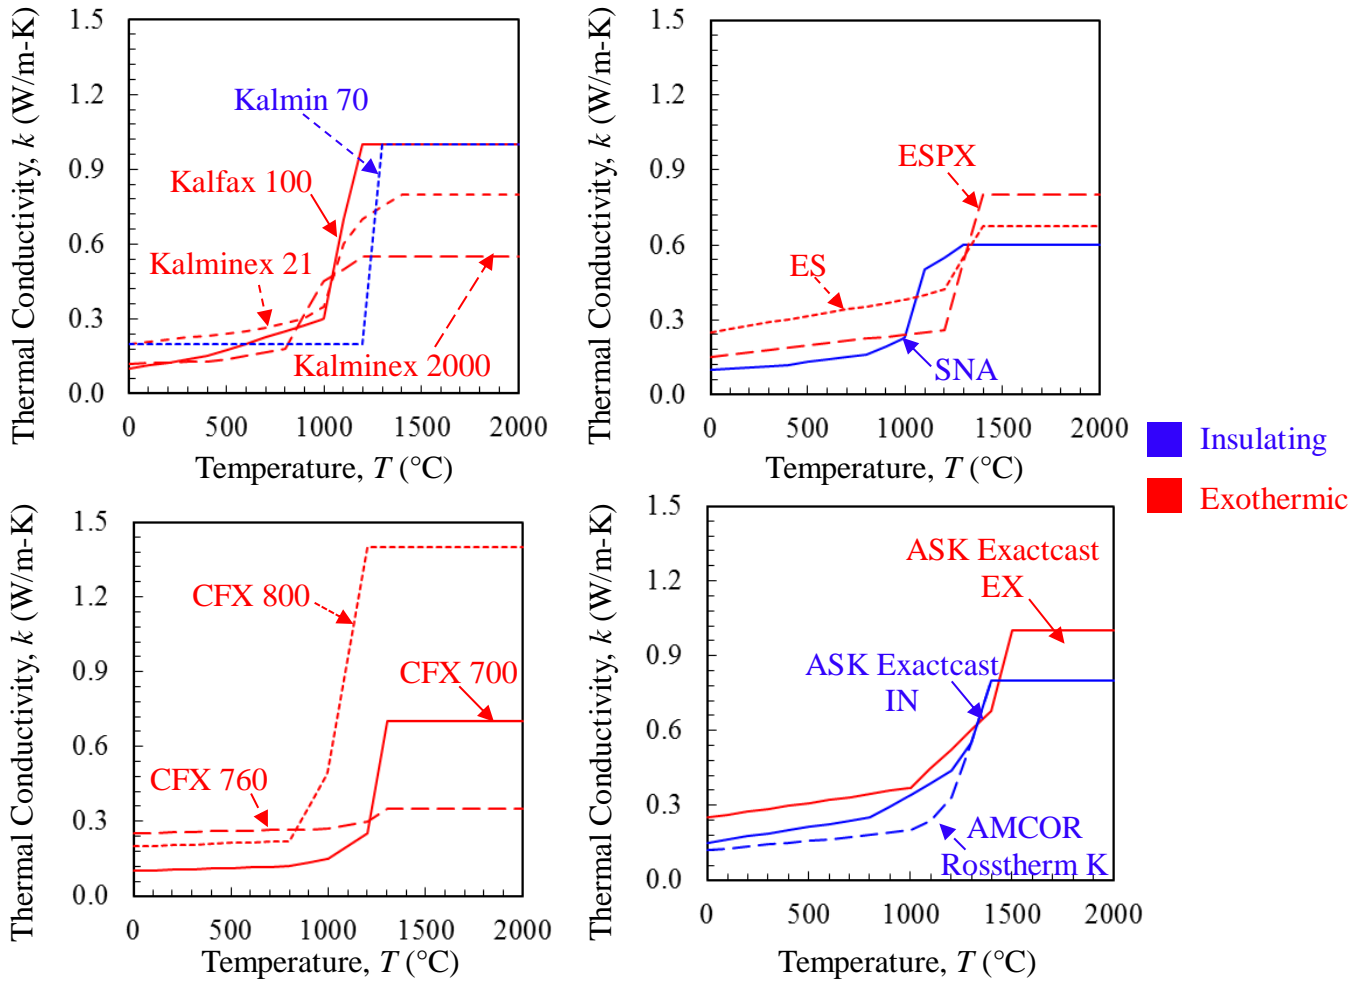 Thermal Conductivity, k (W/m-K)
1.5
1.2
0.9
0.6
0.3
0.0
Kalmin 70
Kalfax 100
Kalminex 21
Kalminex 2000
0 500 1000 1500 2000
Temperature, T (°C)
Thermal Conductivity, k (W/m-K)
1.5
1.2
0.9
0.6
0.3
0.0
ESPX
ES
SNA
0 500 1000 1500 2000
Temperature, T (°C)
Insulating
Exothermic
Thermal Conductivity, k (W/m-K)
1.5
1.2
0.9
0.6
0.3
0.0
CFX 800
CFX 700
CFX 760
0 500 1000 1500 2000
Temperature, T (°C)
Thermal Conductivity, k (W/m-K)
1.5
1.2
0.9
0.6
0.3
0.0
ASK Exactcast
EX
ASK Exactcast
IN
AMCOR
Rosstherm K
0 500 1000 1500 2000
Temperature, T (°C)